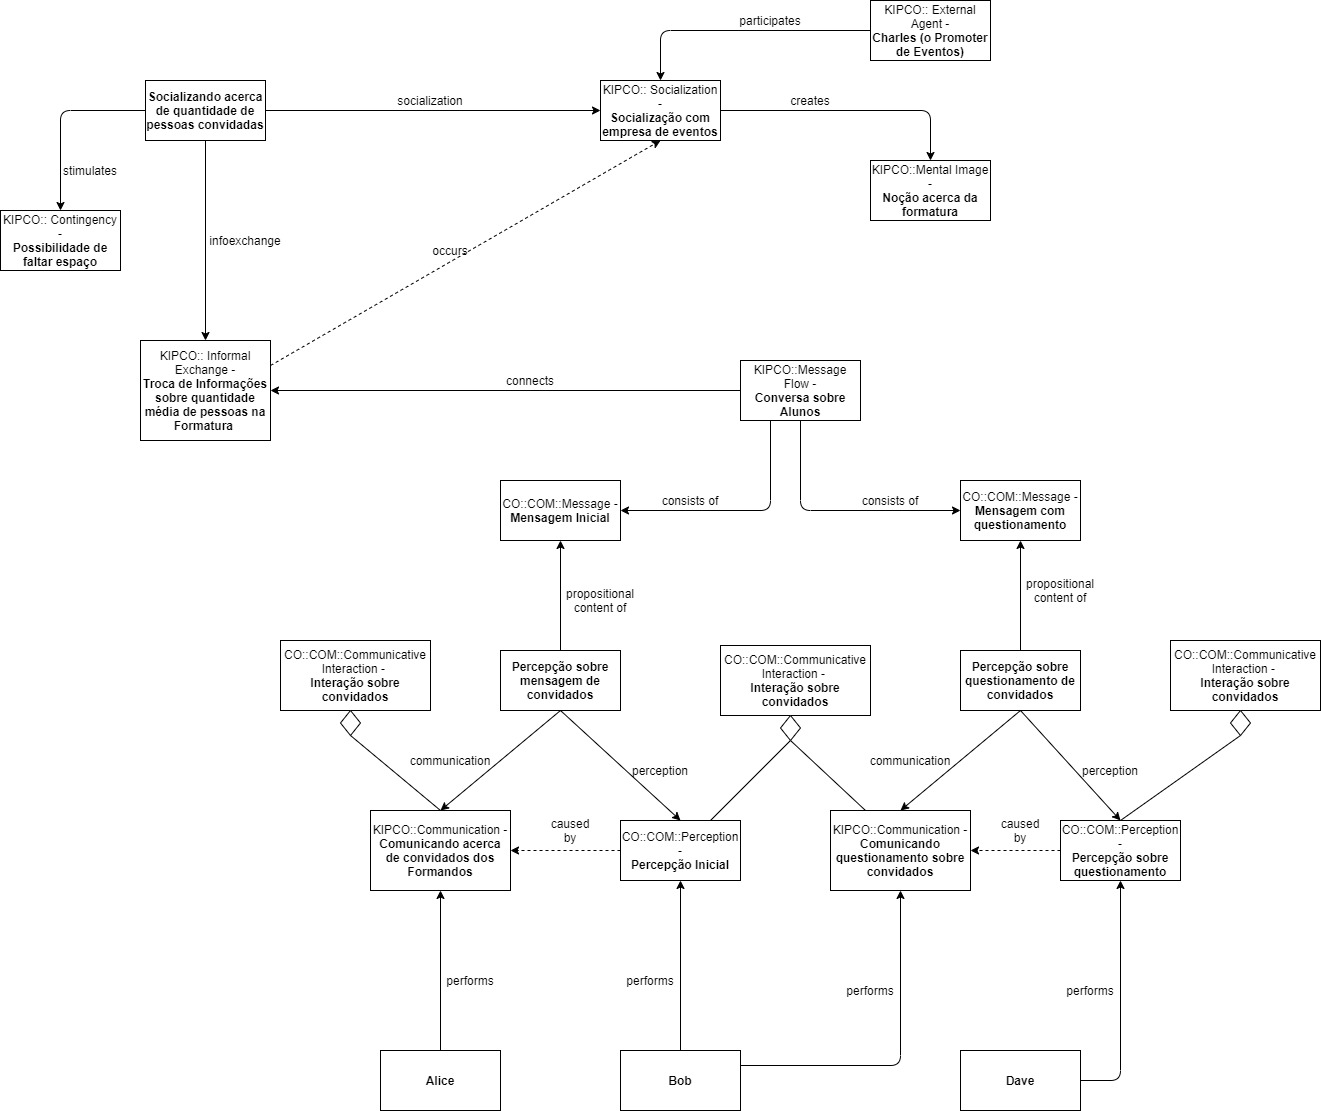 KIPCO:: External
Agent -
Charles (o Promoter
de Eventos)
participates
Socializando acerca
de quantidade de
pessoas convidadas
socialization
KIPCO:: Socialization
-
Socialização com
empresa de eventos
creates
KIPCO::Mental Image
-
Noção acerca da
formatura
stimulates
KIPCO:: Contingency
-
Possibilidade de
faltar espaço
infoexchange
occurs
KIPCO:: Informal
Exchange -
Troca de Informações
sobre quantidade
média de pessoas na
Formatura
connects
KIPCO::Message
Flow -
Conversa sobre
Alunos
CO::COM::Message -
Mensagem Inicial
consists of
consists of
CO::COM::Message -
Mensagem com
questionamento
propositional
content of
propositional
content of
CO::COM::Communicative
Interaction -
Interação sobre
convidados
Percepção sobre
mensagem de
convidados
CO::COM::Communicative
Interaction -
Interação sobre
convidados
Percepção sobre
questionamento de
convidados
CO::COM::Communicative
Interaction -
Interação sobre
convidados
communication
perception
communication
perception
KIPCO::Communication -
Comunicando acerca
de convidados dos
Formandos
caused
by
CO::COM::Perception
-
Percepção Inicial
KIPCO::Communication -
Comunicando
questionamento sobre
convidados
caused
by
CO::COM::Perception
-
Percepção sobre
questionamento
performs
performs
performs
performs
Alice
Bob
Dave